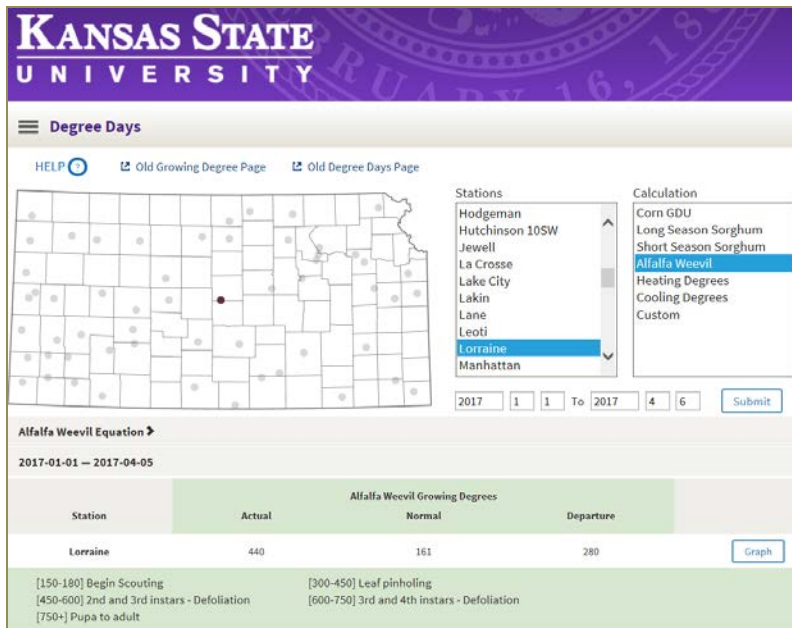 KANSAS STATE
UNIVERSITY
FEBRUARY 16, 18
Degree Days
HELP ? Old Growing Degree Page Old Degree Days Page
Stations
Hodgeman
Hutchinson 10SW
Jewell
La Crosse
Lake City
Lakin
Lane
Leoti
Lorraine
Manhattan
Calculation
Corn GDU
Long Season Sorghum
Short Season Sorghum
Alfalfa Weevil
Heating Degrees
Cooling Degrees
Custom
2017 1 1 To 2017 4 6 Submit
Alfalfa Weevil Equation
2017-01-01 — 2017-04-05
Alfalfa Weevil Growing Degrees
Station Actual Normal Departure
Lorraine 440 161 280 Graph
[150-180] Begin Scouting [300-450] Leaf pinholing
[450-600] 2nd and 3rd instars - Defoliation [600-750] 3rd and 4th instars - Defoliation
[750+] Pupa to adult